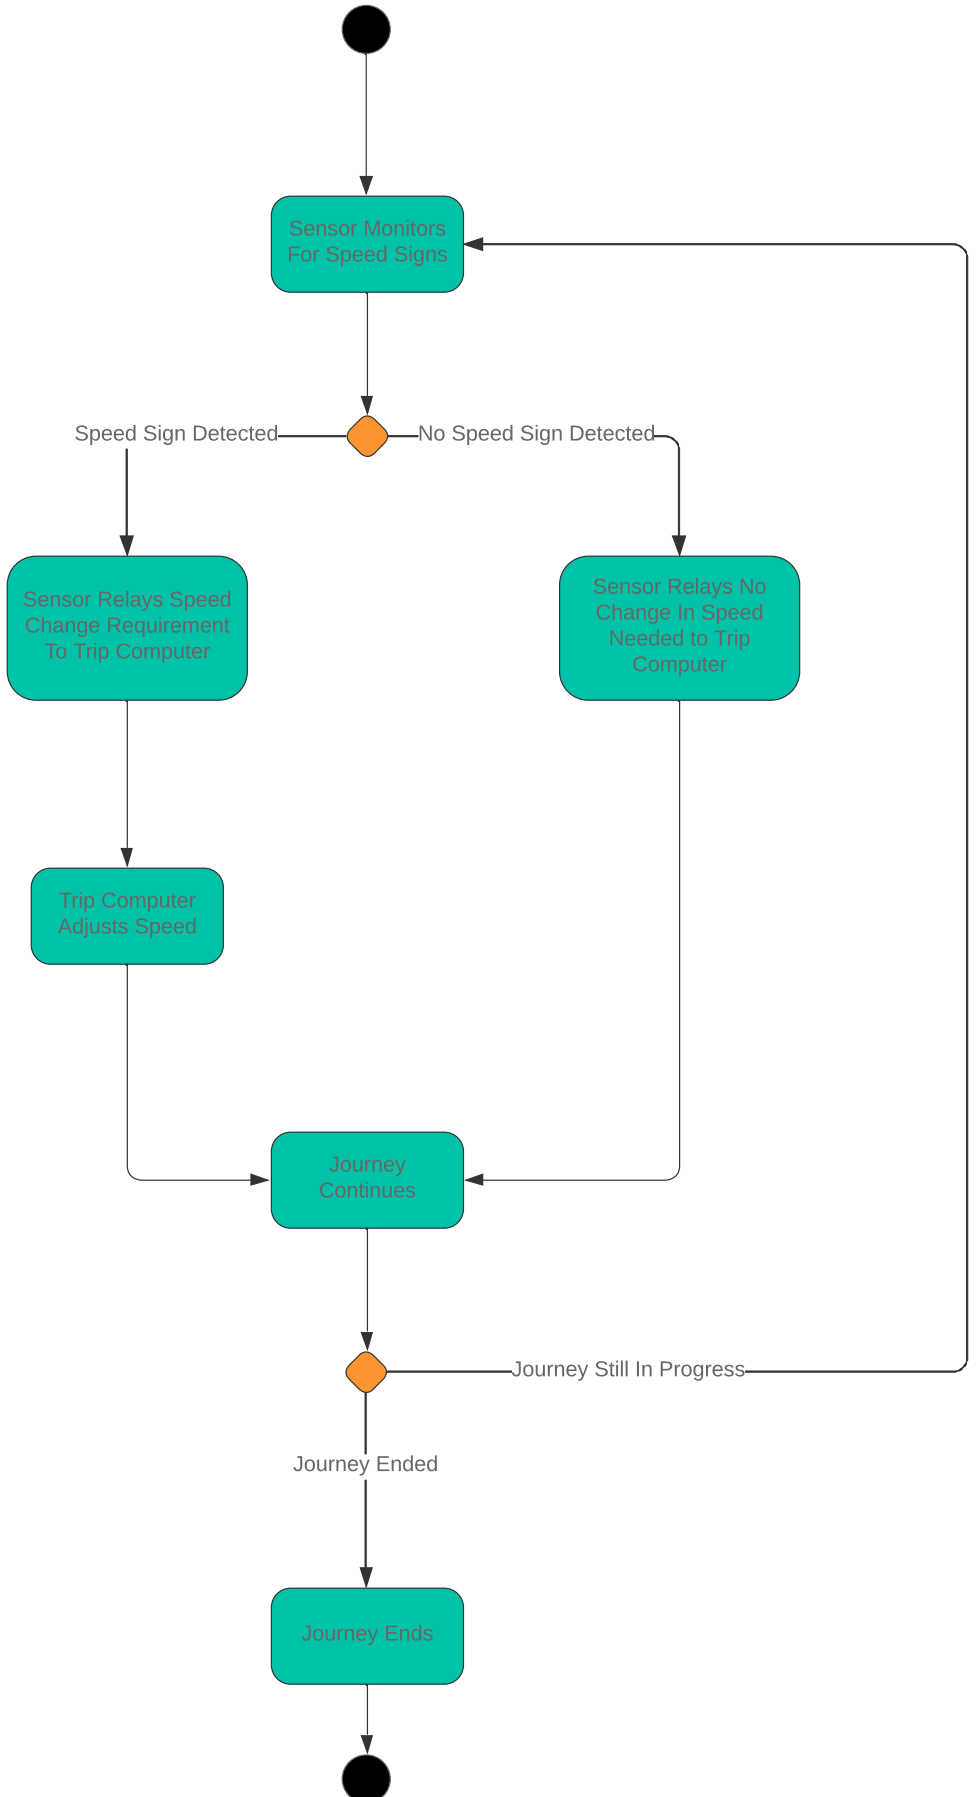 Sensor Monitors
For Speed Signs
Speed Sign Detected
No Speed Sign Detected
Sensor Relays Speed
Change Requirement
To Trip Computer
Sensor Relays No
Change In Speed
Needed to Trip
Computer
Trip Computer
Adjusts Speed
Journey
Continues
Journey Still In Progress
Journey Ended
Journey Ends